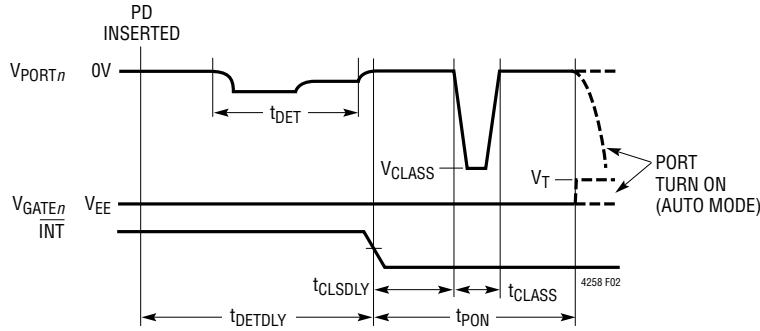 PD
INSERTED
VPORTn 0V
tDET
VCLASS
VT
PORT
TURN ON
(AUTO MODE)
VGATEn VEE
INT
tCLSDLY
tCLASS
4258 F02
tDETDLY
tPON